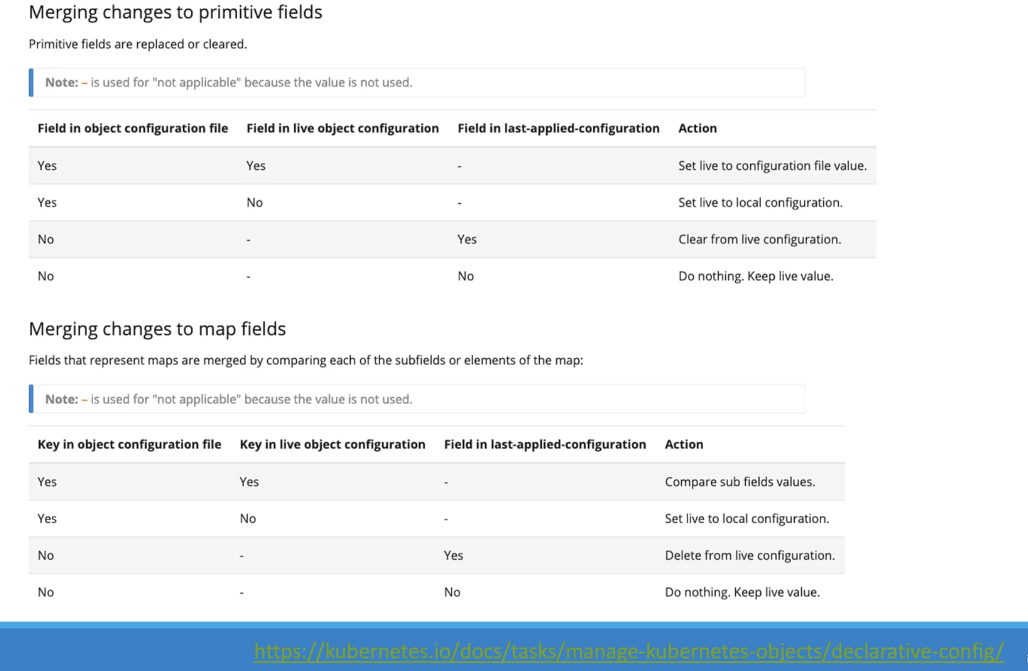 Merging changes to primitive fields
Primitive fields are replaced or cleared.
Note: – is used for "not applicable" because the value is not used.
Field in object configuration file Field in live object configuration Field in last-applied-configuration Action
Yes Yes - Set live to configuration file value.
Yes No - Set live to local configuration.
No - Yes Clear from live configuration.
No - No Do nothing. Keep live value.
Merging changes to map fields
Fields that represent maps are merged by comparing each of the subfields or elements of the map:
Note: – is used for "not applicable" because the value is not used.
Key in object configuration file Key in live object configuration Field in last-applied-configuration Action
Yes Yes - Compare sub fields values.
Yes No - Set live to local configuration.
No - Yes Delete from live configuration.
No - No Do nothing. Keep live value.
https://kubernetes.io/docs/tasks/manage-kubernetes-objects/declarative-config/